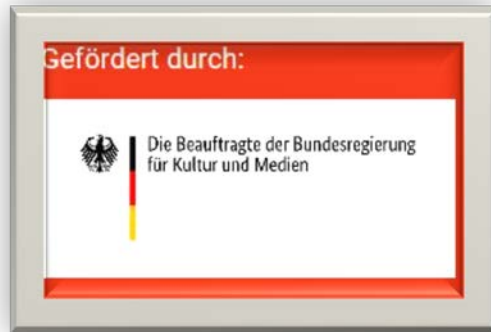 Gefördert durch:
Die Beauftragte der Bundesregierung
für Kultur und Medien